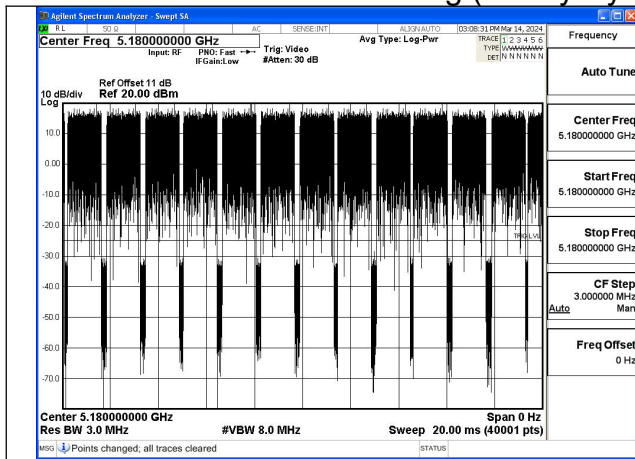 Agilent Spectrum Analyzer - Swept SA
RL 50 Ω AC SENSE:INT ALIGNAUTO 03:08:31 PM Mar 14, 2024
Center Freq 5.180000000 GHz
Input: RF PNO: Fast Trig: Video
IFGain:Low #Atten: 30 dB
Avg Type: Log-Pwr
TRACE 1 2 3 4 5 6
TYPE
DET N N N N N N
Ref Offset 11 dB
10 dB/div Ref 20.00 dBm
Log
10.0
0.00
-10.0
-20.0
TRIG LVL
-30.0
-40.0
-50.0
-60.0
-70.0
Center 5.180000000 GHz Span 0 Hz
Res BW 3.0 MHz #VBW 8.0 MHz Sweep 20.00 ms (40001 pts)
MSG Points changed; all traces cleared STATUS
Frequency
Auto Tune
Center Freq
5.180000000 GHz
Start Freq
5.180000000 GHz
Stop Freq
5.180000000 GHz
CF Step
3.000000 MHz
Auto Man
Freq Offset
0 Hz